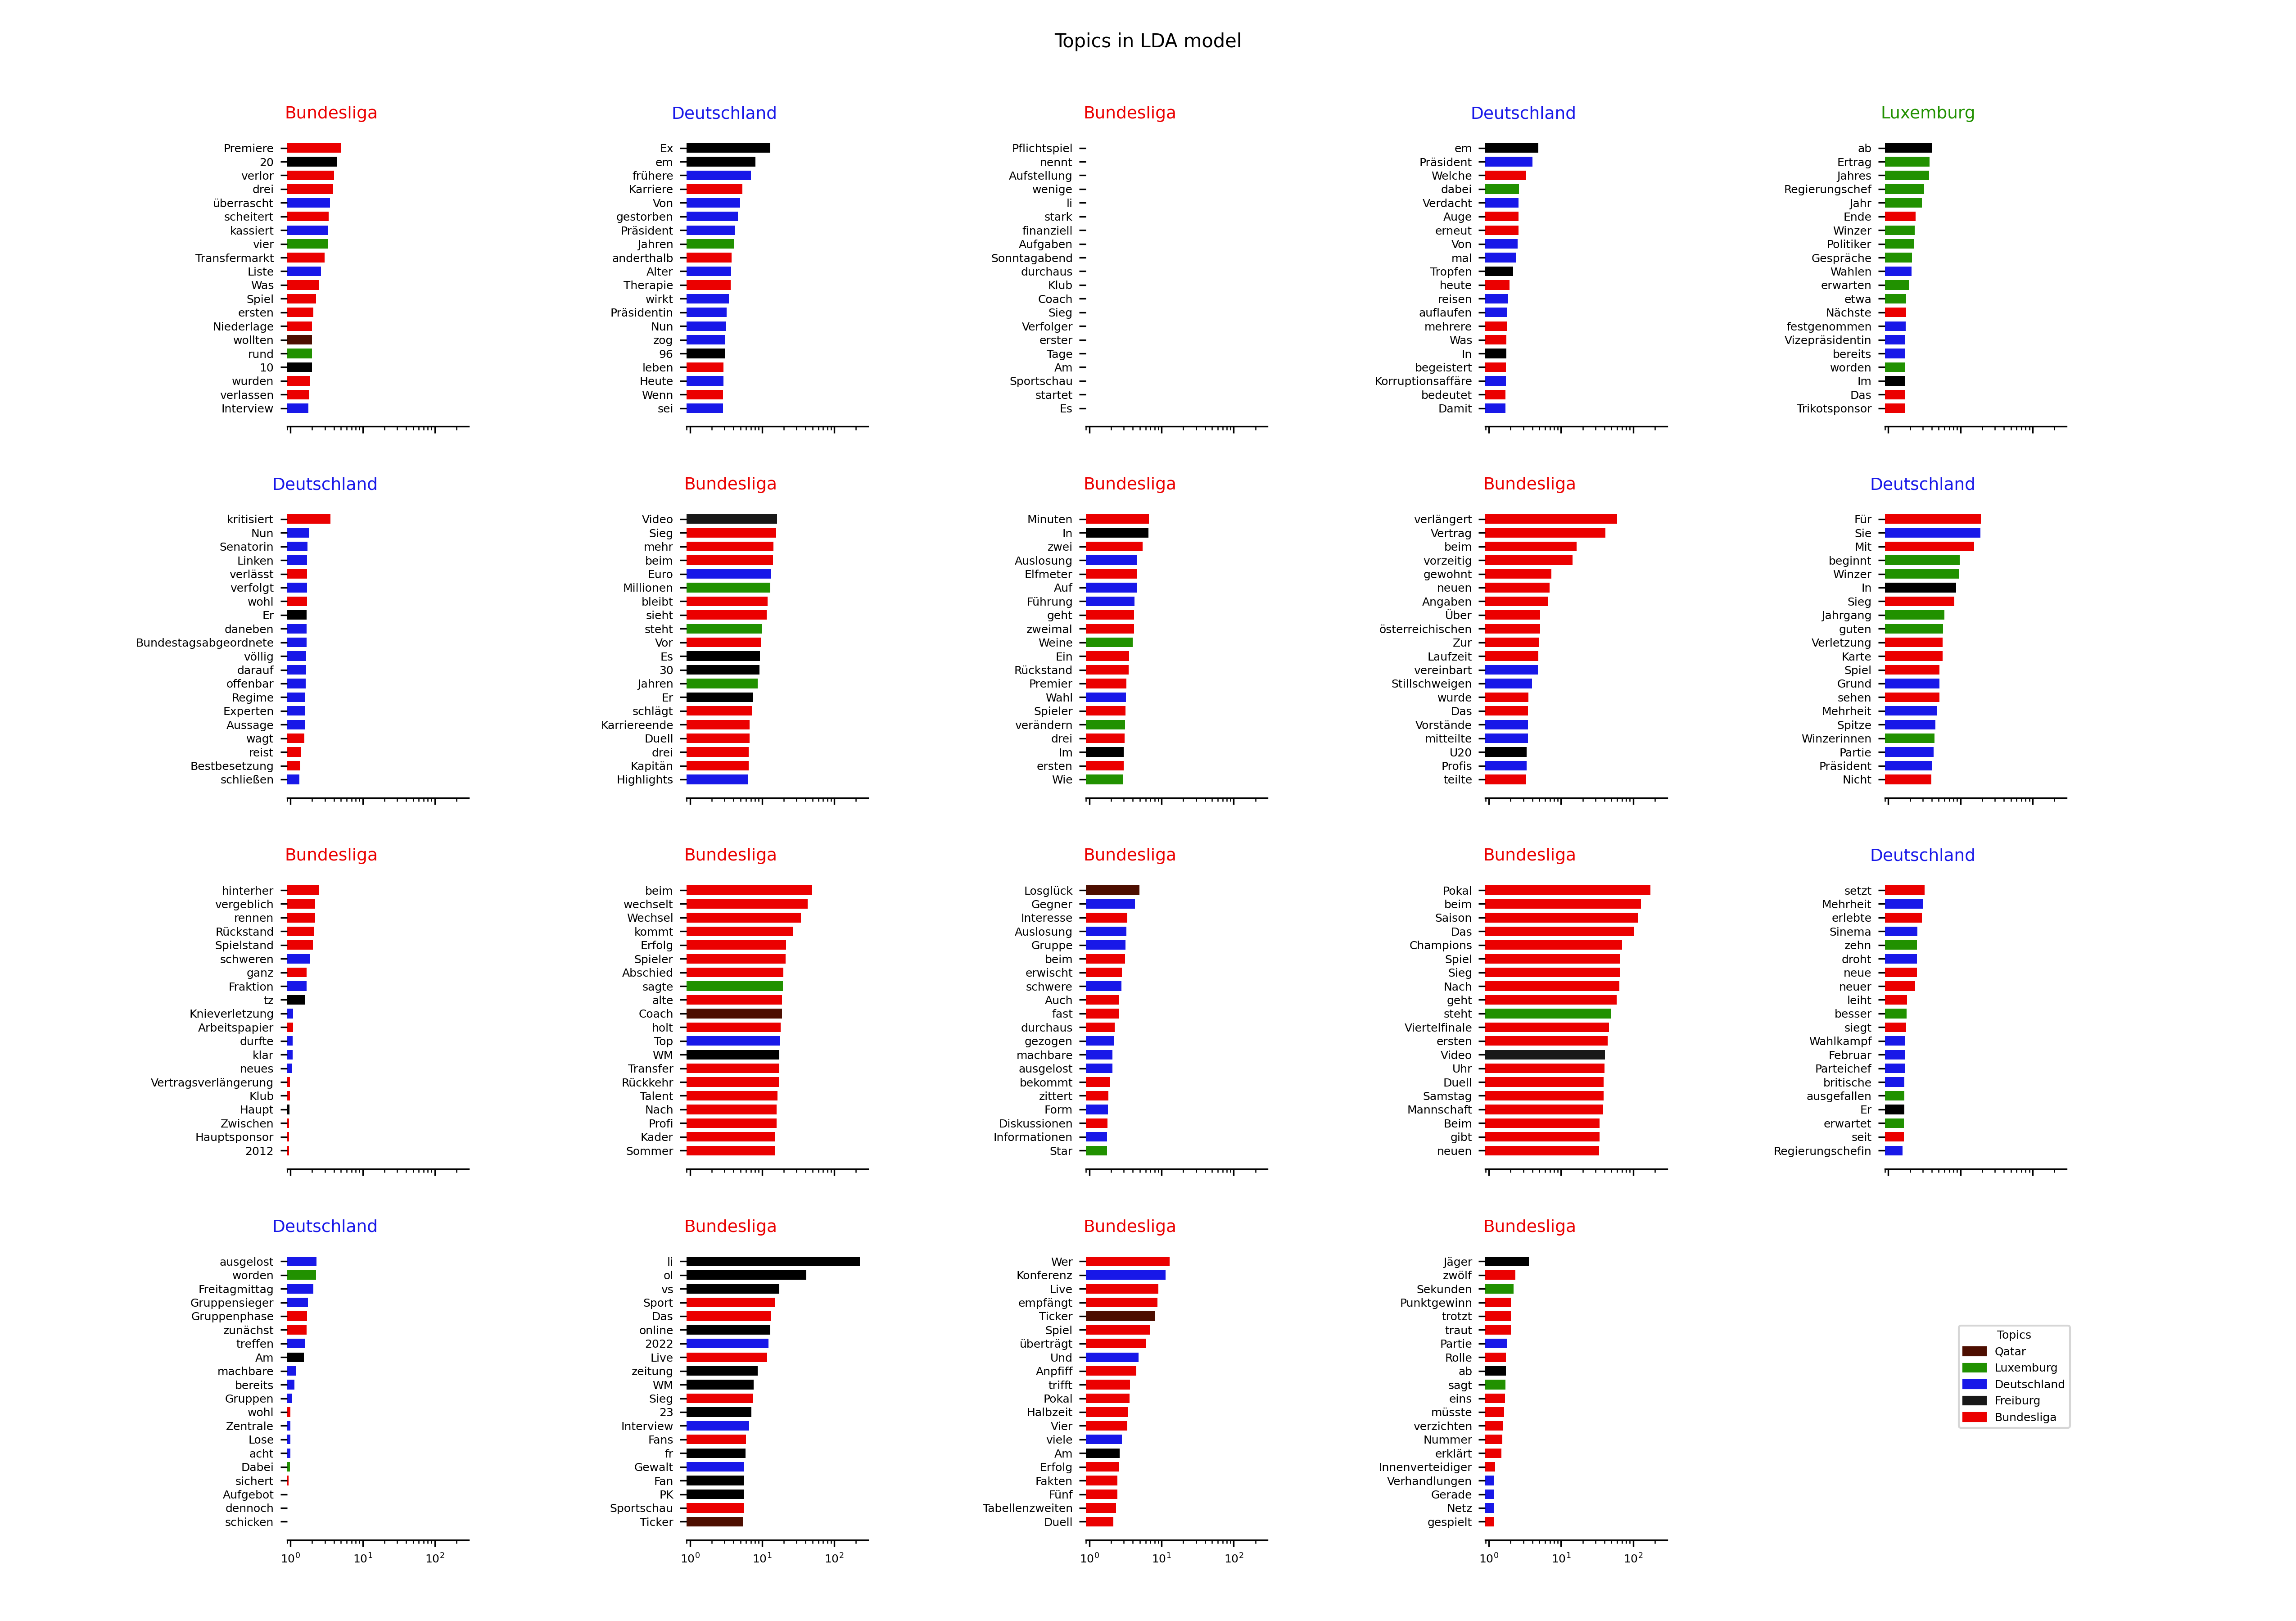 Topics in LDA model
Bundesliga
Premiere
20
verlor
drei
überrascht
scheitert
kassiert
vier
Transfermarkt
Liste
Was
Spiel
ersten
Niederlage
wollten
rund
10
wurden
verlassen
Interview
Deutschland
Ex
em
frühere
Karriere
Von
gestorben
Präsident
Jahren
anderthalb
Alter
Therapie
wirkt
Präsidentin
Nun
zog
96
leben
Heute
Wenn
sei
Bundesliga
Pflichtspiel
nennt
Aufstellung
wenige
li
stark
finanziell
Aufgaben
Sonntagabend
durchaus
Klub
Coach
Sieg
Verfolger
erster
Tage
Am
Sportschau
startet
Es
Deutschland
em
Präsident
Welche
dabei
Verdacht
Auge
erneut
Von
mal
Tropfen
heute
reisen
auflaufen
mehrere
Was
In
begeistert
Korruptionsaffäre
bedeutet
Damit
Luxemburg
ab
Ertrag
Jahres
Regierungschef
Jahr
Ende
Winzer
Politiker
Gespräche
Wahlen
erwarten
etwa
Nächste
festgenommen
Vizepräsidentin
bereits
worden
Im
Das
Trikotsponsor
Deutschland
kritisiert
Nun
Senatorin
Linken
verlässt
verfolgt
wohl
Er
daneben
Bundestagsabgeordnete
völlig
darauf
offenbar
Regime
Experten
Aussage
wagt
reist
Bestbesetzung
schließen
Bundesliga
Video
Sieg
mehr
beim
Euro
Millionen
bleibt
sieht
steht
Vor
Es
30
Jahren
Er
schlägt
Karriereende
Duell
drei
Kapitän
Highlights
Bundesliga
Minuten
In
zwei
Auslosung
Elfmeter
Auf
Führung
geht
zweimal
Weine
Ein
Rückstand
Premier
Wahl
Spieler
verändern
drei
Im
ersten
Wie
Bundesliga
verlängert
Vertrag
beim
vorzeitig
gewohnt
neuen
Angaben
Über
österreichischen
Zur
Laufzeit
vereinbart
Stillschweigen
wurde
Das
Vorstände
mitteilte
U20
Profis
teilte
Deutschland
Für
Sie
Mit
beginnt
Winzer
In
Sieg
Jahrgang
guten
Verletzung
Karte
Spiel
Grund
sehen
Mehrheit
Spitze
Winzerinnen
Partie
Präsident
Nicht
Bundesliga
hinterher
vergeblich
rennen
Rückstand
Spielstand
schweren
ganz
Fraktion
tz
Knieverletzung
Arbeitspapier
durfte
klar
neues
Vertragsverlängerung
Klub
Haupt
Zwischen
Hauptsponsor
2012
Bundesliga
beim
wechselt
Wechsel
kommt
Erfolg
Spieler
Abschied
sagte
alte
Coach
holt
Top
WM
Transfer
Rückkehr
Talent
Nach
Profi
Kader
Sommer
Bundesliga
Losglück
Gegner
Interesse
Auslosung
Gruppe
beim
erwischt
schwere
Auch
fast
durchaus
gezogen
machbare
ausgelost
bekommt
zittert
Form
Diskussionen
Informationen
Star
Bundesliga
Pokal
beim
Saison
Das
Champions
Spiel
Sieg
Nach
geht
steht
Viertelfinale
ersten
Video
Uhr
Duell
Samstag
Mannschaft
Beim
gibt
neuen
Deutschland
setzt
Mehrheit
erlebte
Sinema
zehn
droht
neue
neuer
leiht
besser
siegt
Wahlkampf
Februar
Parteichef
britische
ausgefallen
Er
erwartet
seit
Regierungschefin
Deutschland
ausgelost
worden
Freitagmittag
Gruppensieger
Gruppenphase
zunächst
treffen
Am
machbare
bereits
Gruppen
wohl
Zentrale
Lose
acht
Dabei
sichert
Aufgebot
dennoch
schicken
10⁰ 10¹ 10²
Bundesliga
li
ol
vs
Sport
Das
online
2022
Live
zeitung
WM
Sieg
23
Interview
Fans
fr
Gewalt
Fan
PK
Sportschau
Ticker
10⁰ 10¹ 10²
Bundesliga
Wer
Konferenz
Live
empfängt
Ticker
Spiel
überträgt
Und
Anpfiff
trifft
Pokal
Halbzeit
Vier
viele
Am
Erfolg
Fakten
Fünf
Tabellenzweiten
Duell
10⁰ 10¹ 10²
Bundesliga
Jäger
zwölf
Sekunden
Punktgewinn
trotzt
traut
Partie
Rolle
ab
sagt
eins
müsste
verzichten
Nummer
erklärt
Innenverteidiger
Verhandlungen
Gerade
Netz
gespielt
10⁰ 10¹ 10²
Topics
Qatar
Luxemburg
Deutschland
Freiburg
Bundesliga